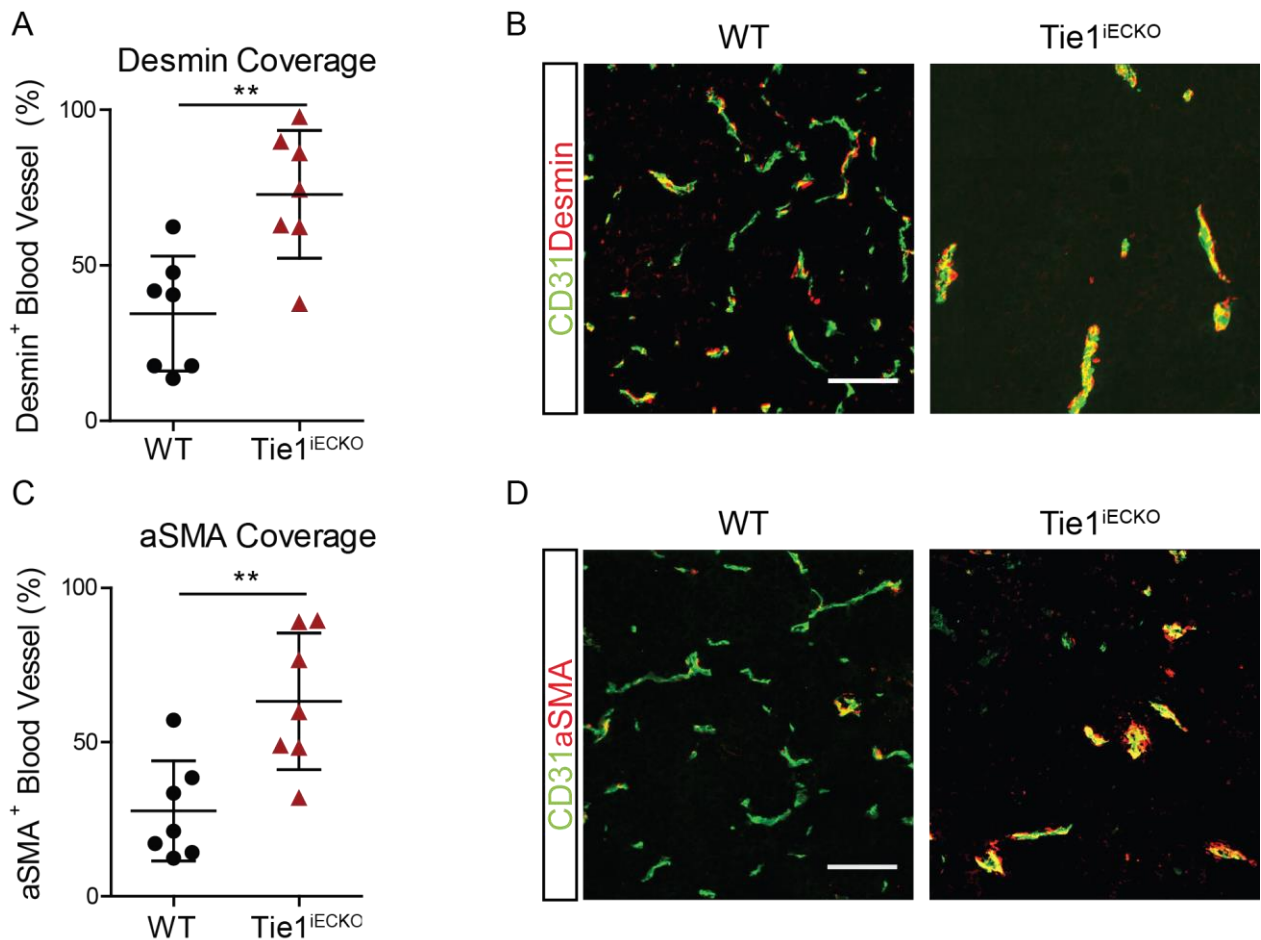 A
Desmin Coverage
**
Desmin⁺ Blood Vessel (%)
100
50
0
WT
Tie1ⁱᴱᶜᴷᴼ
B
WT
Tie1ⁱᴱᶜᴷᴼ
CD31Desmin
C
aSMA Coverage
**
aSMA⁺ Blood Vessel (%)
100
50
0
WT
Tie1ⁱᴱᶜᴷᴼ
D
WT
Tie1ⁱᴱᶜᴷᴼ
CD31aSMA